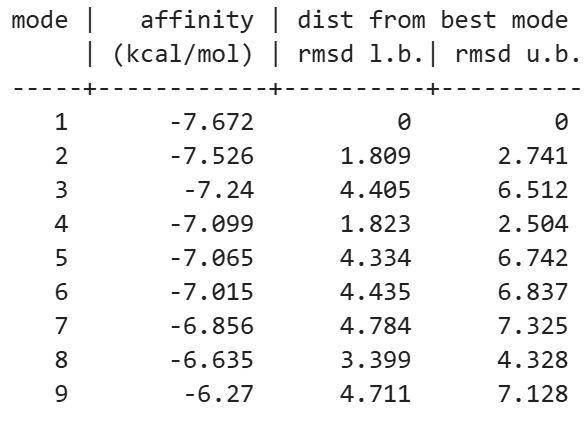 mode |   affinity | dist from best mode
     | (kcal/mol) | rmsd l.b.| rmsd u.b.
-----+------------+----------+----------
   1       -7.672          0          0
   2       -7.526      1.809      2.741
   3        -7.24      4.405      6.512
   4       -7.099      1.823      2.504
   5       -7.065      4.334      6.742
   6       -7.015      4.435      6.837
   7       -6.856      4.784      7.325
   8       -6.635      3.399      4.328
   9        -6.27      4.711      7.128